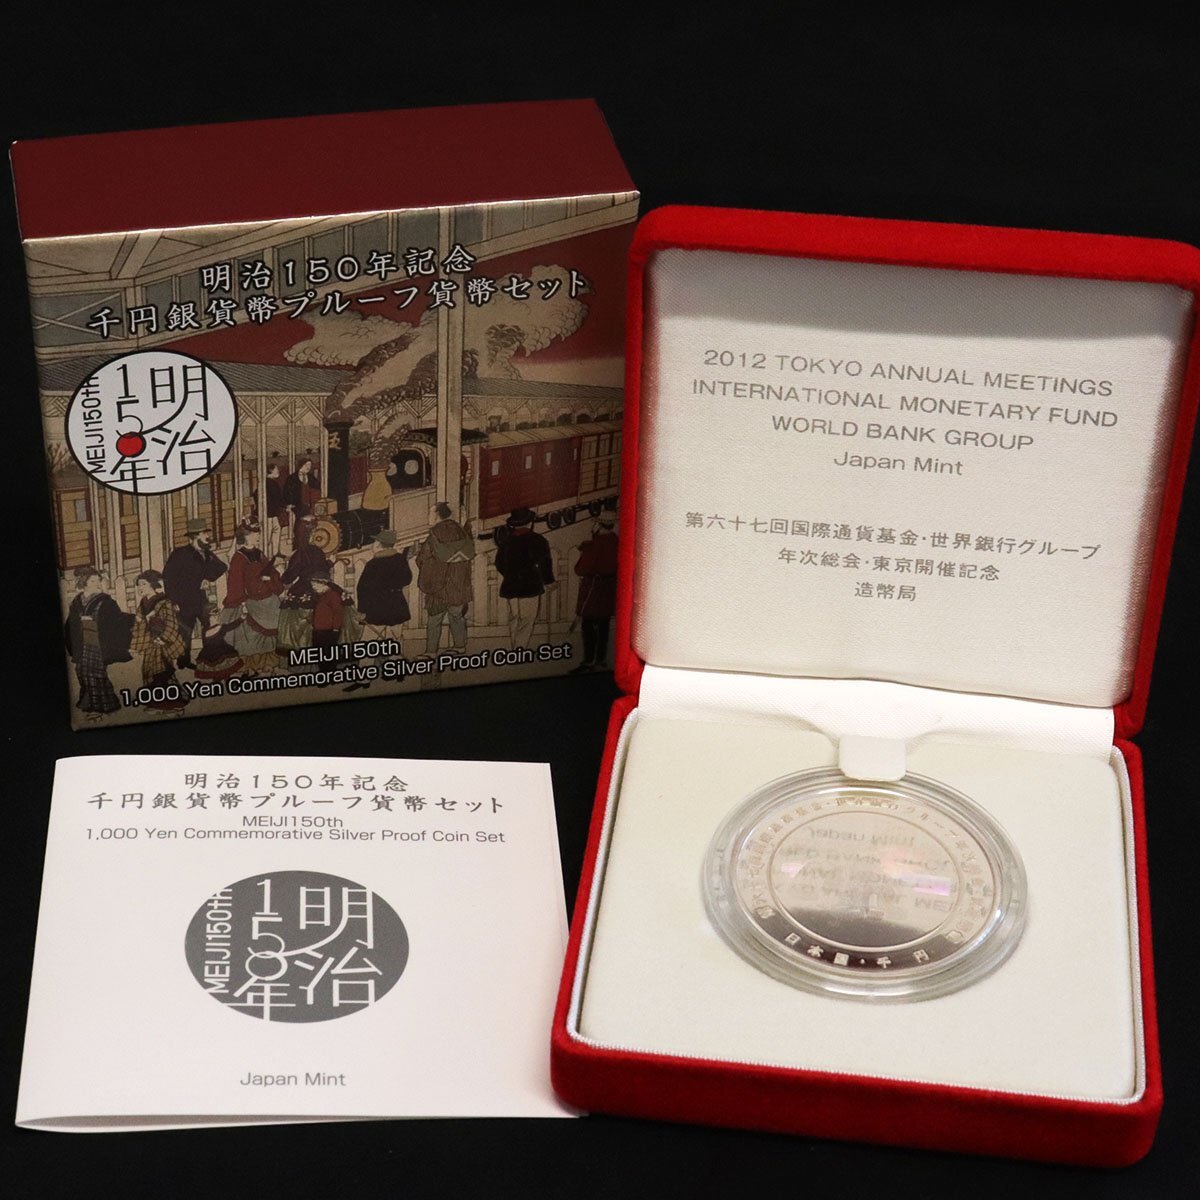 明治150年記念
千円銀貨幣プルーフ貨幣セット
明治
150年
MEIJI150th
MEIJI150th
1,000 Yen Commemorative Silver Proof Coin Set
2012 TOKYO ANNUAL MEETINGS
INTERNATIONAL MONETARY FUND
WORLD BANK GROUP
Japan Mint
第六十七回国際通貨基金・世界銀行グループ
年次総会・東京開催記念
造幣局
明治150年記念
千円銀貨幣プルーフ貨幣セット
MEIJI150th
1,000 Yen Commemorative Silver Proof Coin Set
明治
150年
MEIJI150th
Japan Mint
日本国・千円